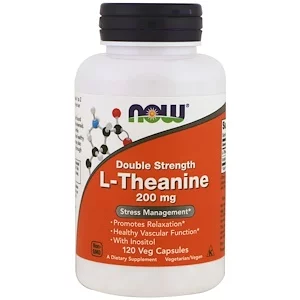 NOW
Double Strength
L-Theanine
200 mg
Stress Management*
• Promotes Relaxation*
• Healthy Vascular Function*
• With Inositol
120 Veg Capsules
A Dietary Supplement Vegetarian/Vegan